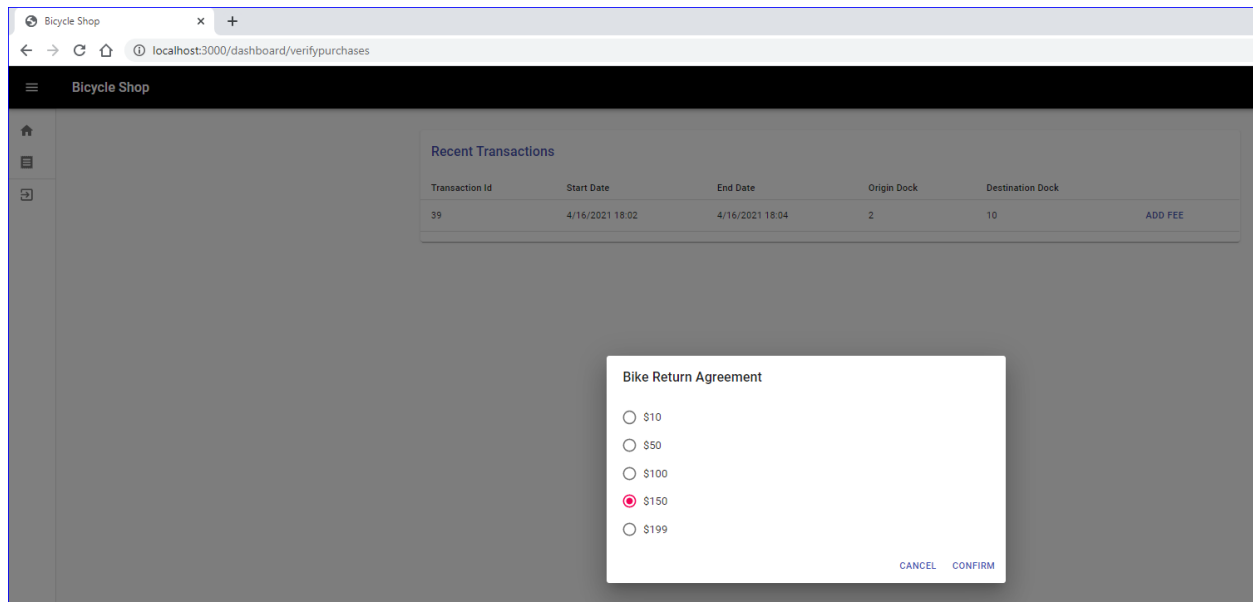 Bicycle Shop
localhost:3000/dashboard/verifypurchases
Bicycle Shop
Recent Transactions
Transaction Id Start Date End Date Origin Dock Destination Dock
39 4/16/2021 18:02 4/16/2021 18:04 2 10 ADD FEE
Bike Return Agreement
$10
$50
$100
$150
$199
CANCEL CONFIRM